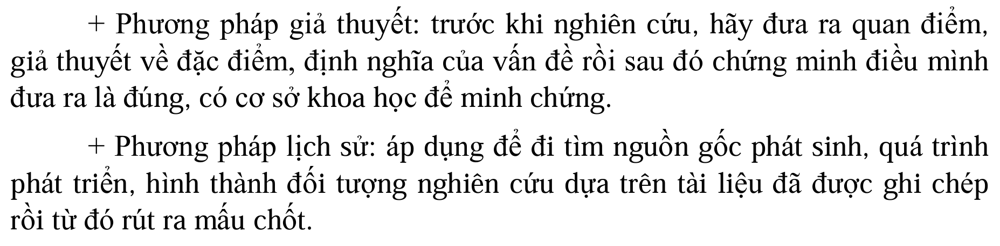 + Phương pháp giả thuyết: trước khi nghiên cứu, hãy đưa ra quan điểm,
giả thuyết về đặc điểm, định nghĩa của vấn đề rồi sau đó chứng minh điều mình
đưa ra là đúng, có cơ sở khoa học để minh chứng.
+ Phương pháp lịch sử: áp dụng để đi tìm nguồn gốc phát sinh, quá trình
phát triển, hình thành đối tượng nghiên cứu dựa trên tài liệu đã được ghi chép
rồi từ đó rút ra mấu chốt.